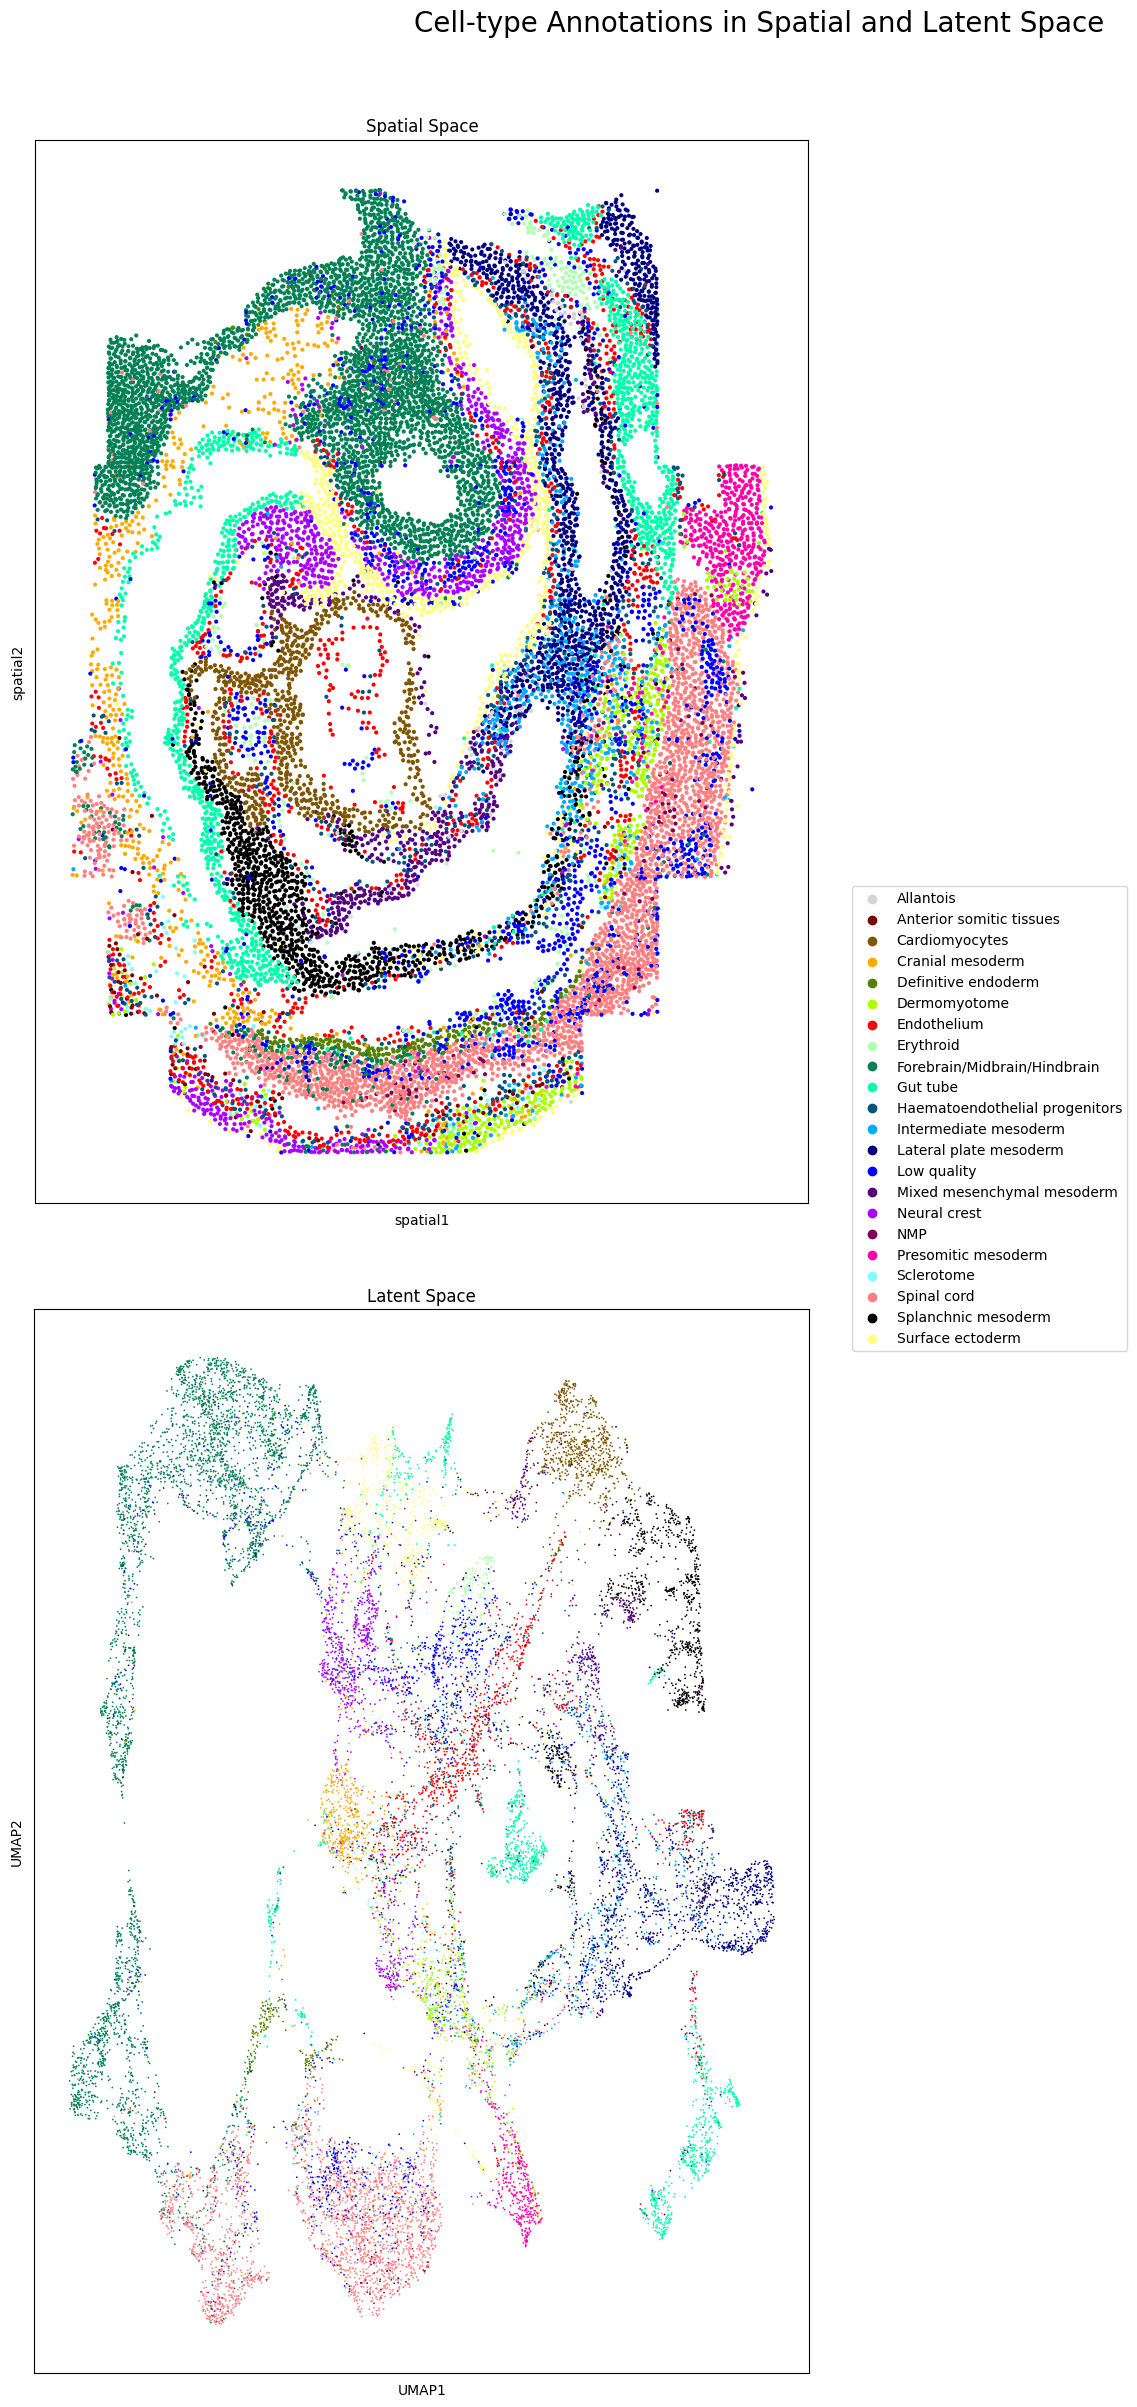 Cell-type Annotations in Spatial and Latent Space
Spatial Space
spatial2
spatial1
Allantois
Anterior somitic tissues
Cardiomyocytes
Cranial mesoderm
Definitive endoderm
Dermomyotome
Endothelium
Erythroid
Forebrain/Midbrain/Hindbrain
Gut tube
Haematoendothelial progenitors
Intermediate mesoderm
Lateral plate mesoderm
Low quality
Mixed mesenchymal mesoderm
Neural crest
NMP
Presomitic mesoderm
Sclerotome
Spinal cord
Splanchnic mesoderm
Surface ectoderm
Latent Space
UMAP2
UMAP1